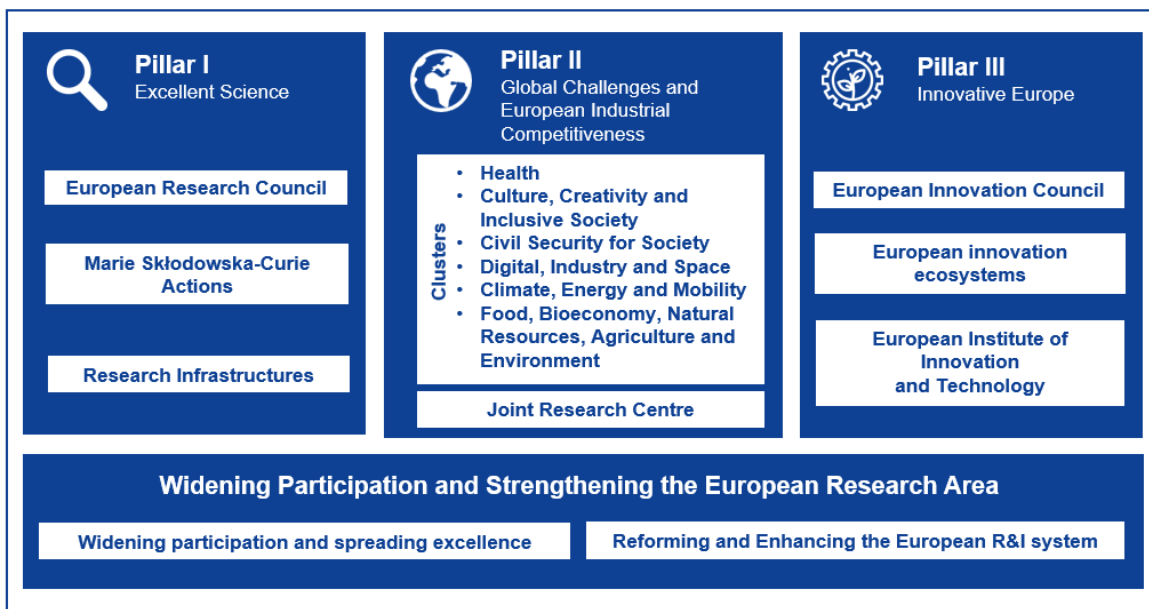 Pillar I
Excellent Science
European Research Council
Marie Skłodowska-Curie
Actions
Research Infrastructures
Pillar II
Global Challenges and
European Industrial
Competitiveness
Clusters
• Health
• Culture, Creativity and
Inclusive Society
• Civil Security for Society
• Digital, Industry and Space
• Climate, Energy and Mobility
• Food, Bioeconomy, Natural
Resources, Agriculture and
Environment
Joint Research Centre
Pillar III
Innovative Europe
European Innovation Council
European innovation
ecosystems
European Institute of
Innovation
and Technology
Widening Participation and Strengthening the European Research Area
Widening participation and spreading excellence
Reforming and Enhancing the European R&I system